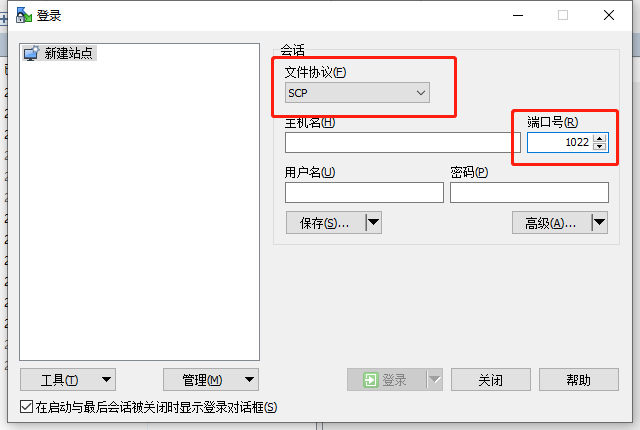 登录
新建站点
会话
文件协议(F)
SCP
主机名(H)
端口号(R)
1022
用户名(U)
密码(P)
保存(S)...
高级(A)...
工具(T)
管理(M)
登录
关闭
帮助
在启动与最后会话被关闭时显示登录对话框(S)